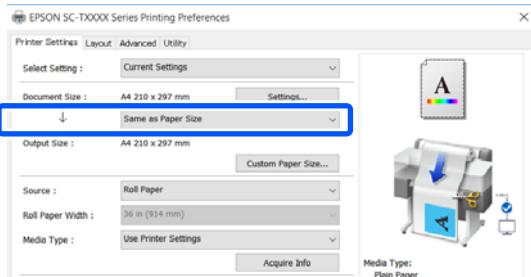 EPSON SC-TXXXX Series Printing Preferences
Printer Settings Layout Advanced Utility
Select Setting : Current Settings
Document Size : A4 210 x 297 mm Settings...
↓ Same as Paper Size
Output Size : A4 210 x 297 mm
Custom Paper Size...
Source : Roll Paper
Roll Paper Width : 36 in (914 mm)
Media Type : Use Printer Settings
Acquire Info
A
A
Media Type:
Plain Paper